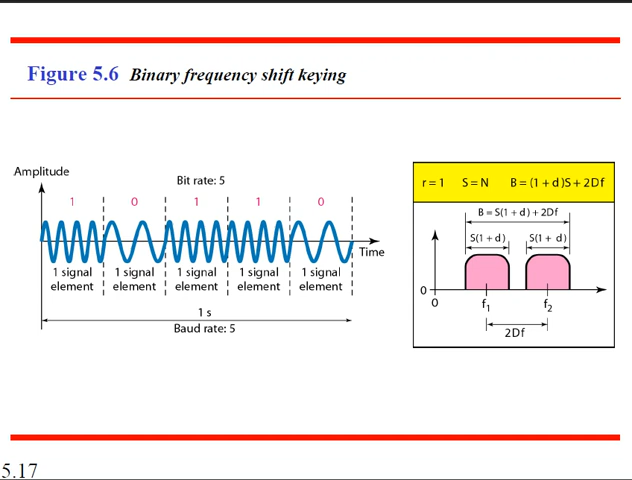 Figure 5.6 Binary frequency shift keying
Amplitude
Bit rate: 5
1 0 1 1 0
Time
1 signal element
1 signal element
1 signal element
1 signal element
1 signal element
1 s
Baud rate: 5
r = 1 S = N B = (1 + d)S + 2Df
B = S(1 + d) + 2Df
S(1 + d) S(1 + d)
0
0 f1 f2
2Df
5.17